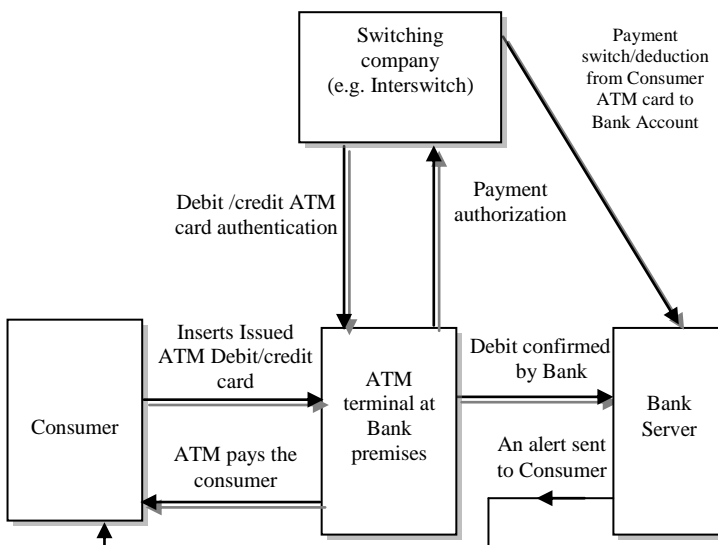 Switching
company
(e.g. Interswitch)
Payment
switch/deduction
from Consumer
ATM card to
Bank Account
Debit /credit ATM
card authentication
Payment
authorization
Consumer
Inserts Issued
ATM Debit/credit
card
ATM pays the
consumer
ATM
terminal at
Bank
premises
Debit confirmed
by Bank
An alert sent
to Consumer
Bank
Server